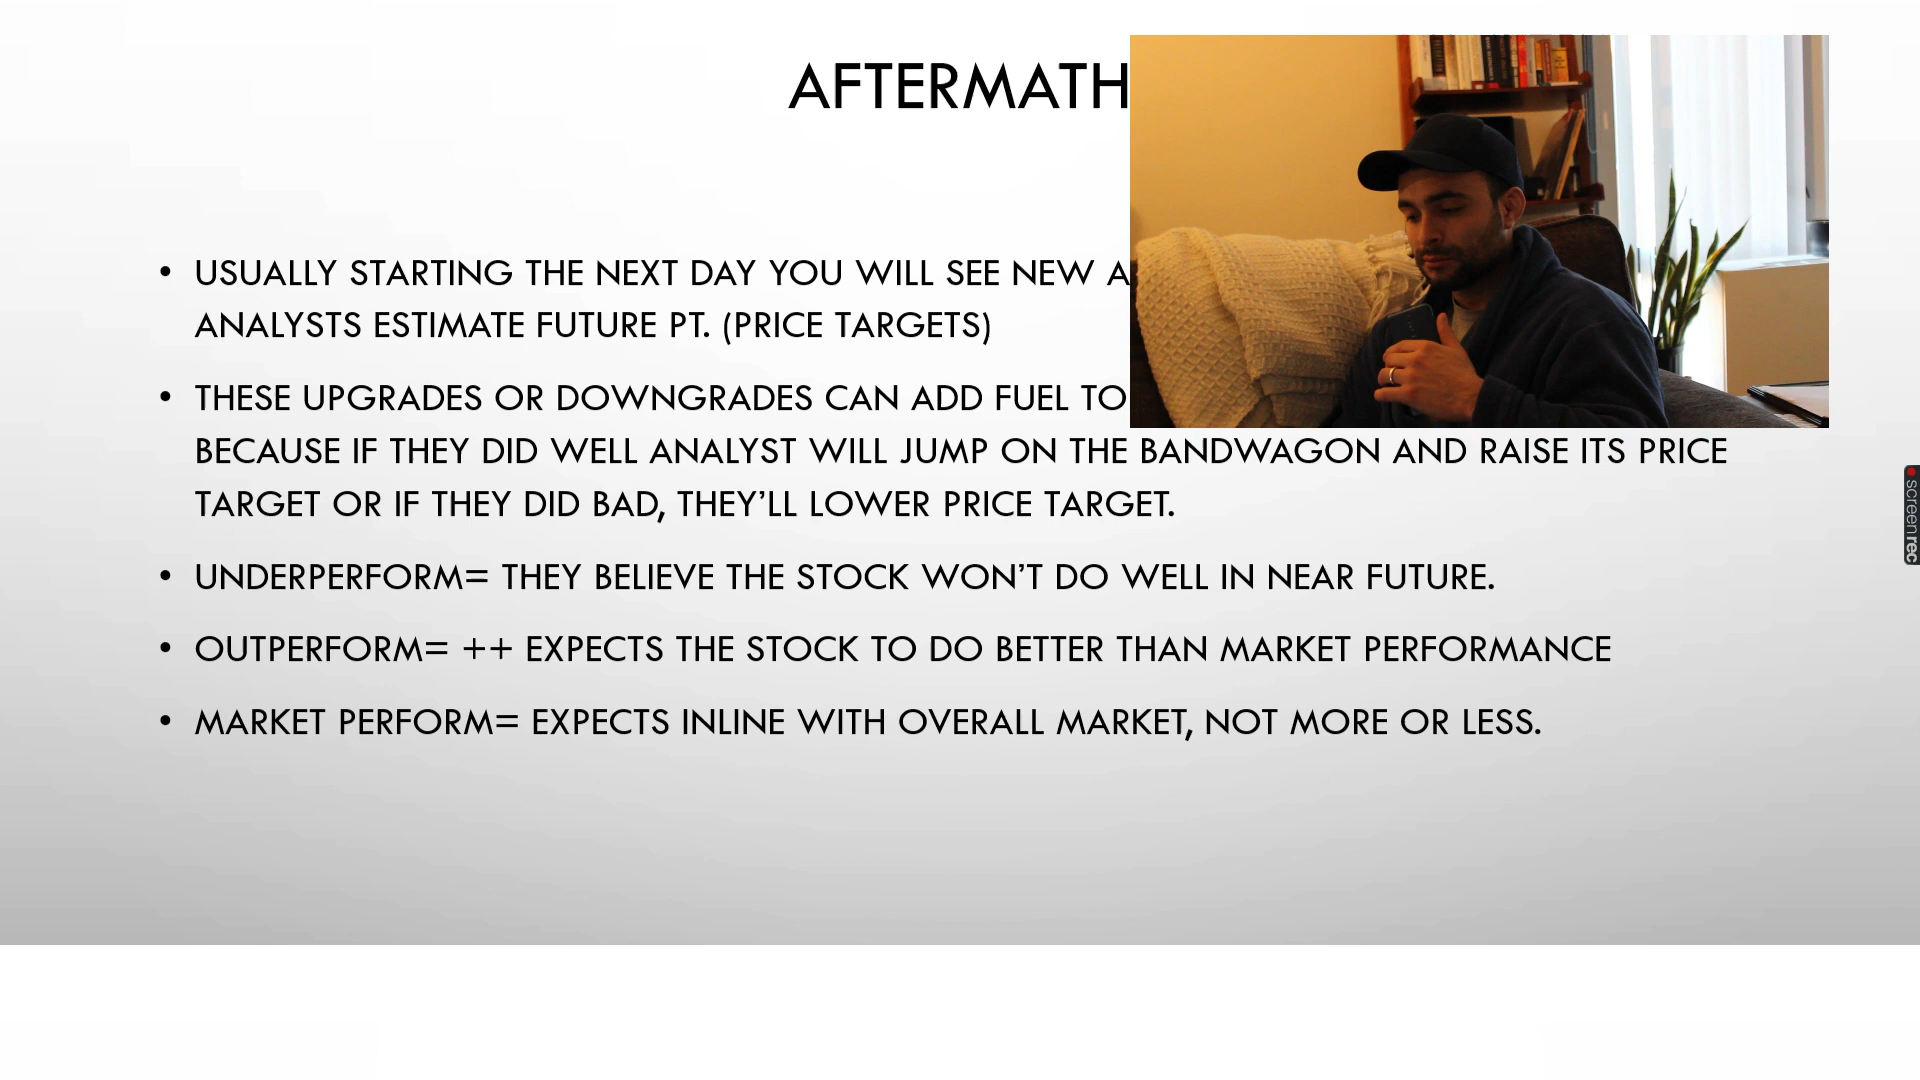 AFTERMATH
• USUALLY STARTING THE NEXT DAY YOU WILL SEE NEW
ANALYSTS ESTIMATE FUTURE PT. (PRICE TARGETS)
• THESE UPGRADES OR DOWNGRADES CAN ADD FUEL TO
BECAUSE IF THEY DID WELL ANALYST WILL JUMP ON THE BANDWAGON AND RAISE ITS PRICE
TARGET OR IF THEY DID BAD, THEY’LL LOWER PRICE TARGET.
• UNDERPERFORM= THEY BELIEVE THE STOCK WON’T DO WELL IN NEAR FUTURE.
• OUTPERFORM= ++ EXPECTS THE STOCK TO DO BETTER THAN MARKET PERFORMANCE
• MARKET PERFORM= EXPECTS INLINE WITH OVERALL MARKET, NOT MORE OR LESS.
screenrec